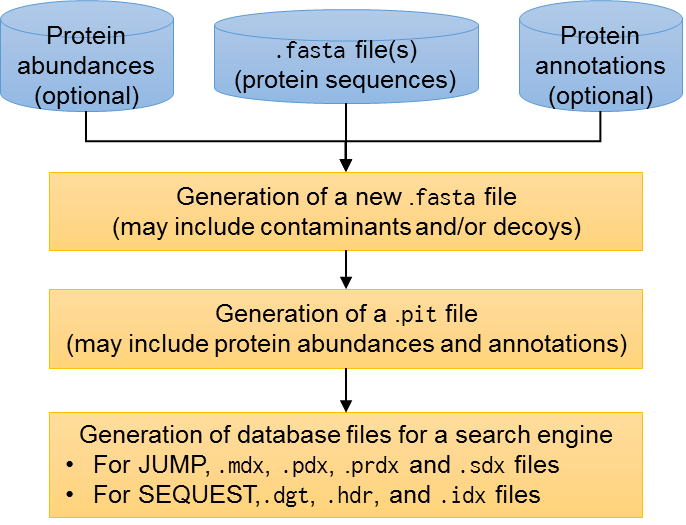 Protein
abundances
(optional)
.fasta file(s)
(protein sequences)
Protein
annotations
(optional)
Generation of a new .fasta file
(may include contaminants and/or decoys)
Generation of a .pit file
(may include protein abundances and annotations)
Generation of database files for a search engine
• For JUMP, .mdx, .pdx, .prdx and .sdx files
• For SEQUEST,.dgt, .hdr, and .idx files